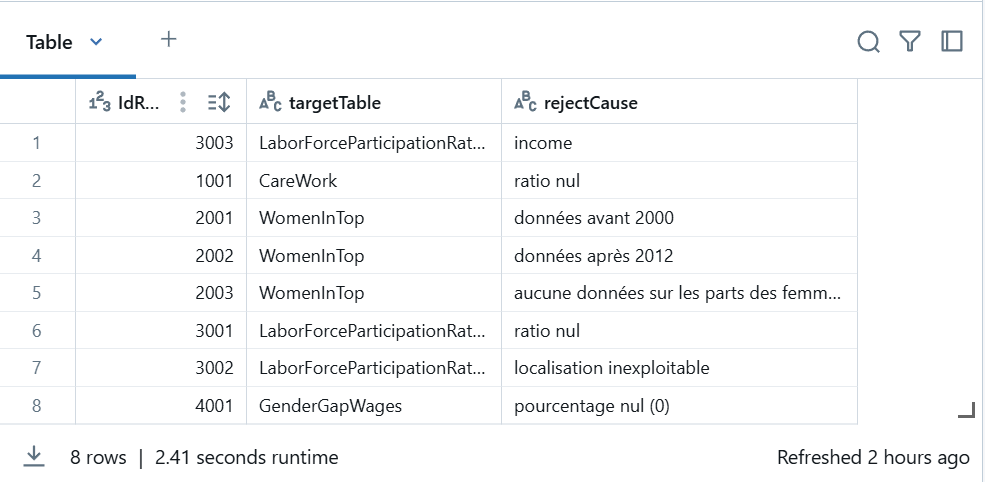 Table
IdR... targetTable rejectCause
1 3003 LaborForceParticipationRat... income
2 1001 CareWork ratio nul
3 2001 WomenInTop données avant 2000
4 2002 WomenInTop données après 2012
5 2003 WomenInTop aucune données sur les parts des femm...
6 3001 LaborForceParticipationRat... ratio nul
7 3002 LaborForceParticipationRat... localisation inexploitable
8 4001 GenderGapWages pourcentage nul (0)
8 rows | 2.41 seconds runtime Refreshed 2 hours ago